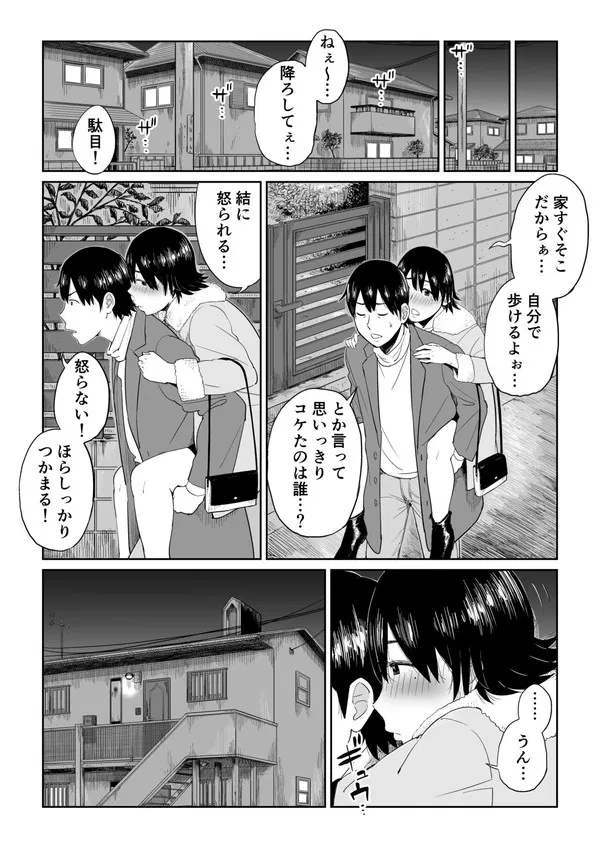 ザッ
ザッ
ねぇ～…
降ろしてぇ…
ザッ
駄目！
家すぐそこ
だからぁ…
自分で
歩けるよぉ…
とか言って
思いっきり
コケたのは誰…？
結に
怒られる…
怒らない！
ほらしっかり
つかまる！
……
うん…
ギュウ